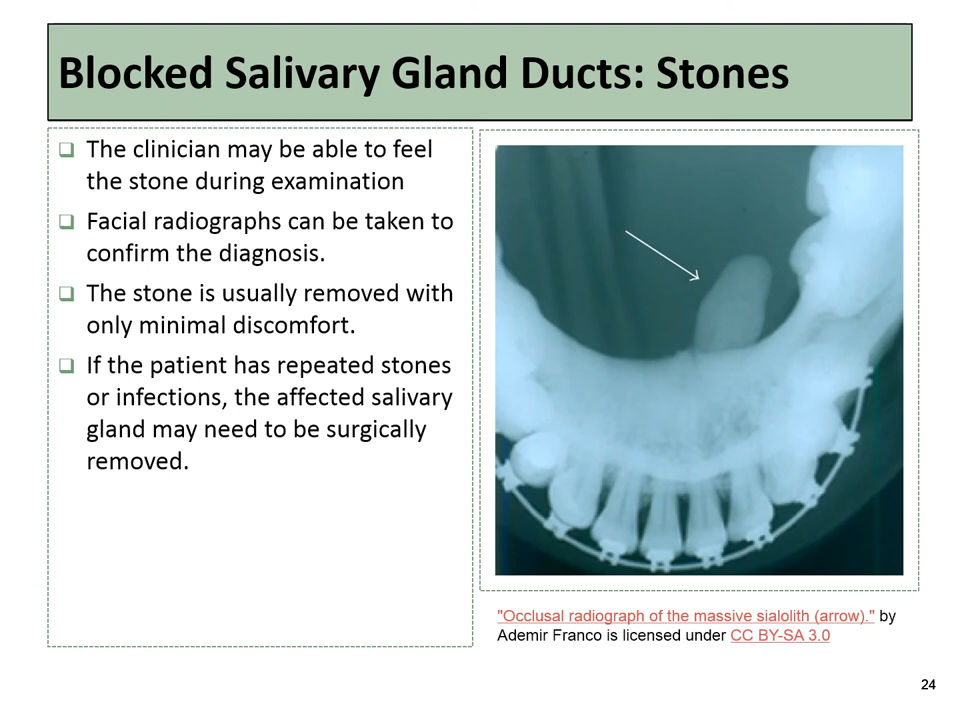 Blocked Salivary Gland Ducts: Stones
❑ The clinician may be able to feel
the stone during examination
❑ Facial radiographs can be taken to
confirm the diagnosis.
❑ The stone is usually removed with
only minimal discomfort.
❑ If the patient has repeated stones
or infections, the affected salivary
gland may need to be surgically
removed.
"Occlusal radiograph of the massive sialolith (arrow)." by
Ademir Franco is licensed under CC BY-SA 3.0
24